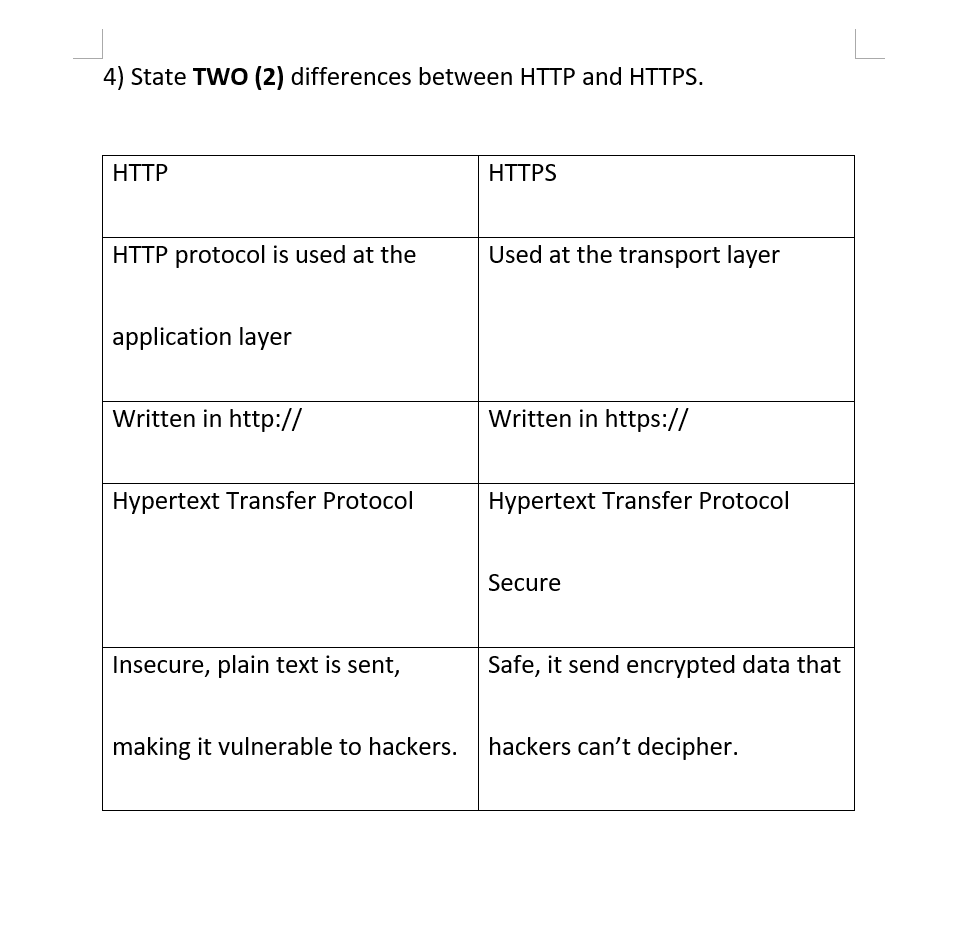 4) State TWO (2) differences between HTTP and HTTPS.
HTTP
HTTPS
HTTP protocol is used at the
application layer
Used at the transport layer
Written in http://
Written in https://
Hypertext Transfer Protocol
Hypertext Transfer Protocol
Secure
Insecure, plain text is sent,
making it vulnerable to hackers.
Safe, it send encrypted data that
hackers can’t decipher.